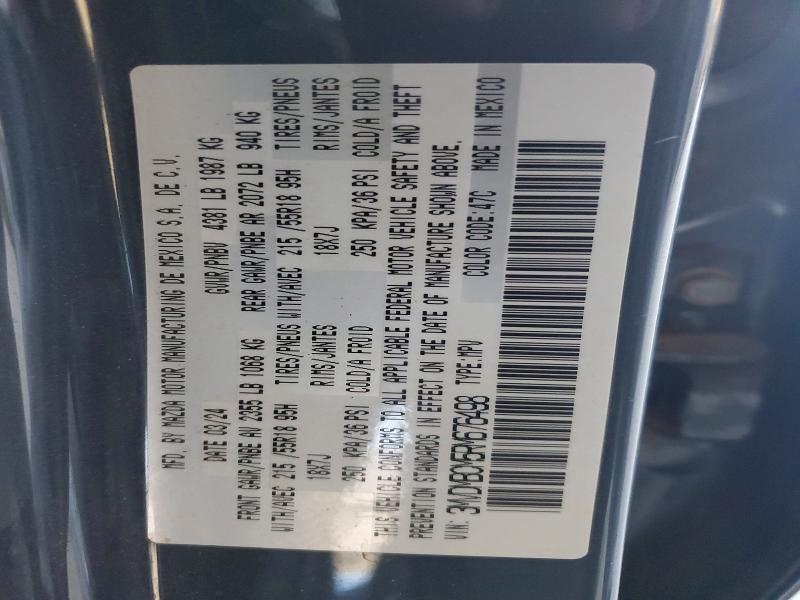 MFD. BY MAZDA MOTOR MANUFACTURING DE MEXICO S.A. DE C.V.
DATE 03/24 GVWR/PNBV 4381 LB 1987 KG
FRONT GAWR/PNBE AV 2355 LB 1068 KG REAR GAWR/PNBE AR 2072 LB 940 KG
WITH/AVEC 215 /55R18 95H TIRES/PNEUS WITH/AVEC 215 /55R18 95H TIRES/PNEUS
18X7J RIMS/JANTES 18X7J RIMS/JANTES
250 KPA/36 PSI COLD/A FROID 250 KPA/36 PSI COLD/A FROID
THIS VEHICLE CONFORMS TO ALL APPLICABLE FEDERAL MOTOR VEHICLE SAFETY AND THEFT
PREVENTION STANDARDS IN EFFECT ON THE DATE OF MANUFACTURE SHOWN ABOVE.
VIN: TYPE:MPV COLOR CODE:47C MADE IN MEXICO